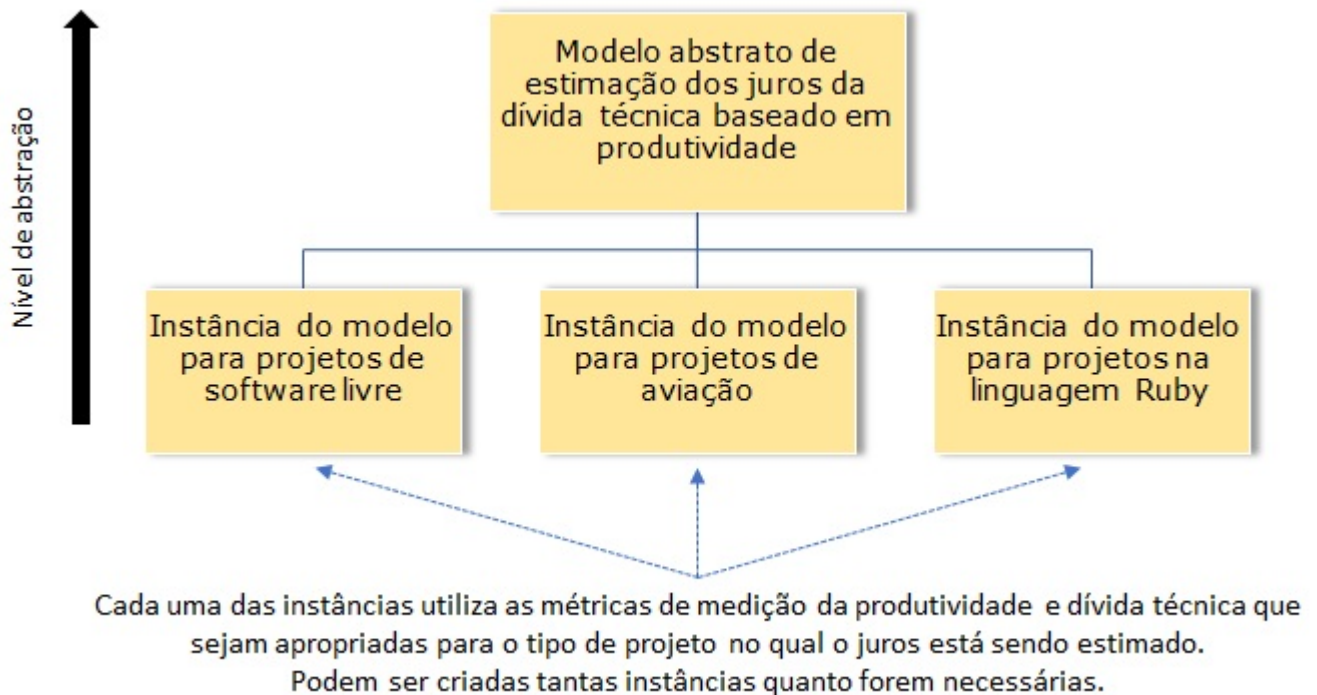 Nível de abstração
Modelo abstrato de
estimação dos juros da
dívida técnica baseado em
produtividade
Instância do modelo
para projetos de
software livre
Instância do modelo
para projetos de
aviação
Instância do modelo
para projetos na
linguagem Ruby
Cada uma das instâncias utiliza as métricas de medição da produtividade e dívida técnica que
sejam apropriadas para o tipo de projeto no qual o juros está sendo estimado.
Podem ser criadas tantas instâncias quanto forem necessárias.